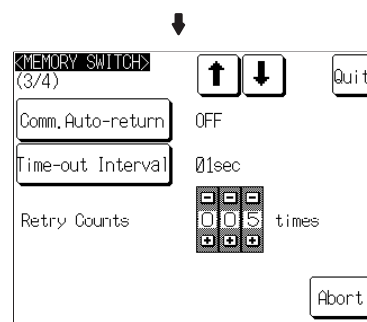 <MEMORY SWITCH>
(3/4)
Quit
Comm.Auto-return OFF
Time-out Interval 01sec
Retry Counts 005 times
Abort